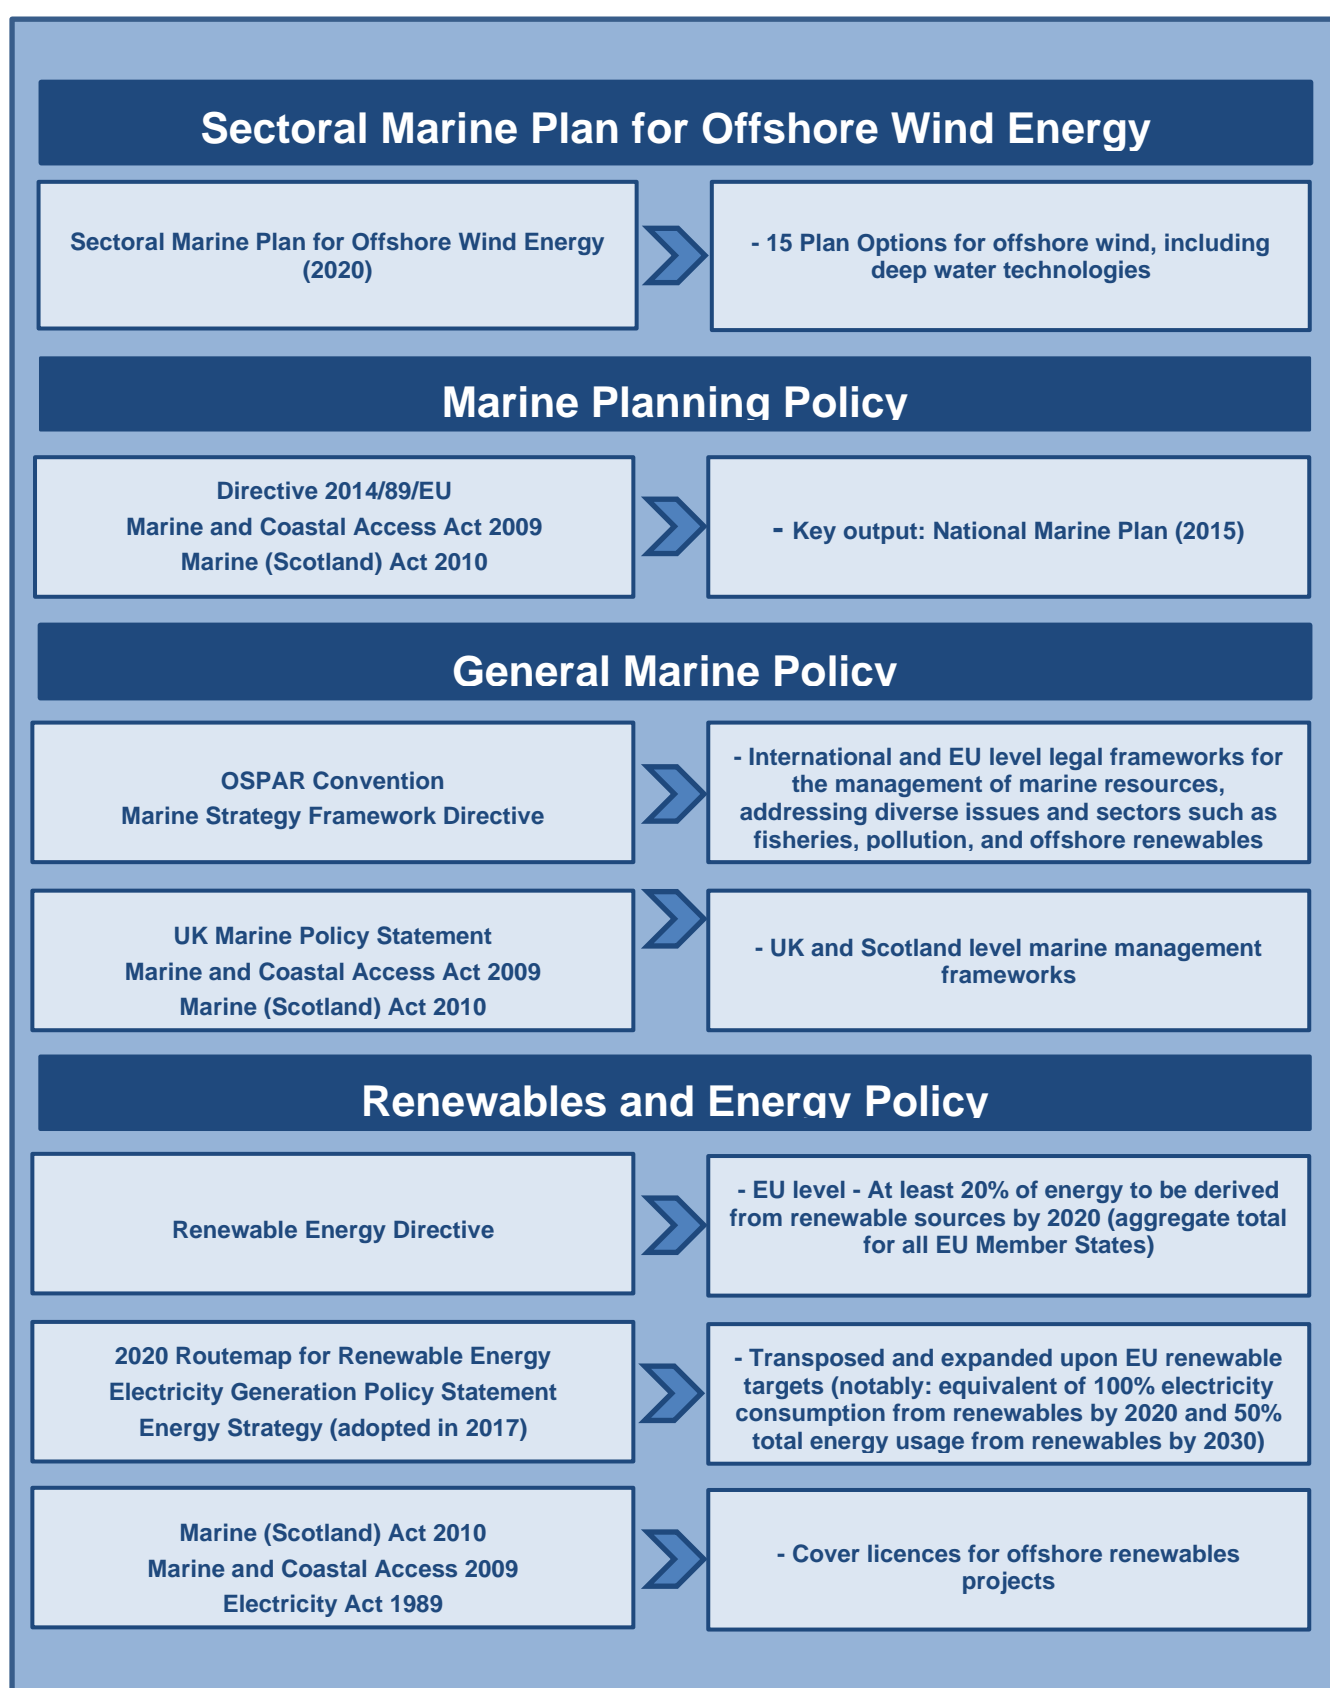 Sectoral Marine Plan for Offshore Wind Energy
Sectoral Marine Plan for Offshore Wind Energy
(2020)
- 15 Plan Options for offshore wind, including
deep water technologies
Marine Planning Policy
Directive 2014/89/EU
Marine and Coastal Access Act 2009
Marine (Scotland) Act 2010
- Key output: National Marine Plan (2015)
General Marine Policy
OSPAR Convention
Marine Strategy Framework Directive
- International and EU level legal frameworks for
the management of marine resources,
addressing diverse issues and sectors such as
fisheries, pollution, and offshore renewables
UK Marine Policy Statement
Marine and Coastal Access Act 2009
Marine (Scotland) Act 2010
- UK and Scotland level marine management
frameworks
Renewables and Energy Policy
Renewable Energy Directive
- EU level - At least 20% of energy to be derived
from renewable sources by 2020 (aggregate total
for all EU Member States)
2020 Routemap for Renewable Energy
Electricity Generation Policy Statement
Energy Strategy (adopted in 2017)
- Transposed and expanded upon EU renewable
targets (notably: equivalent of 100% electricity
consumption from renewables by 2020 and 50%
total energy usage from renewables by 2030)
Marine (Scotland) Act 2010
Marine and Coastal Access 2009
Electricity Act 1989
- Cover licences for offshore renewables
projects